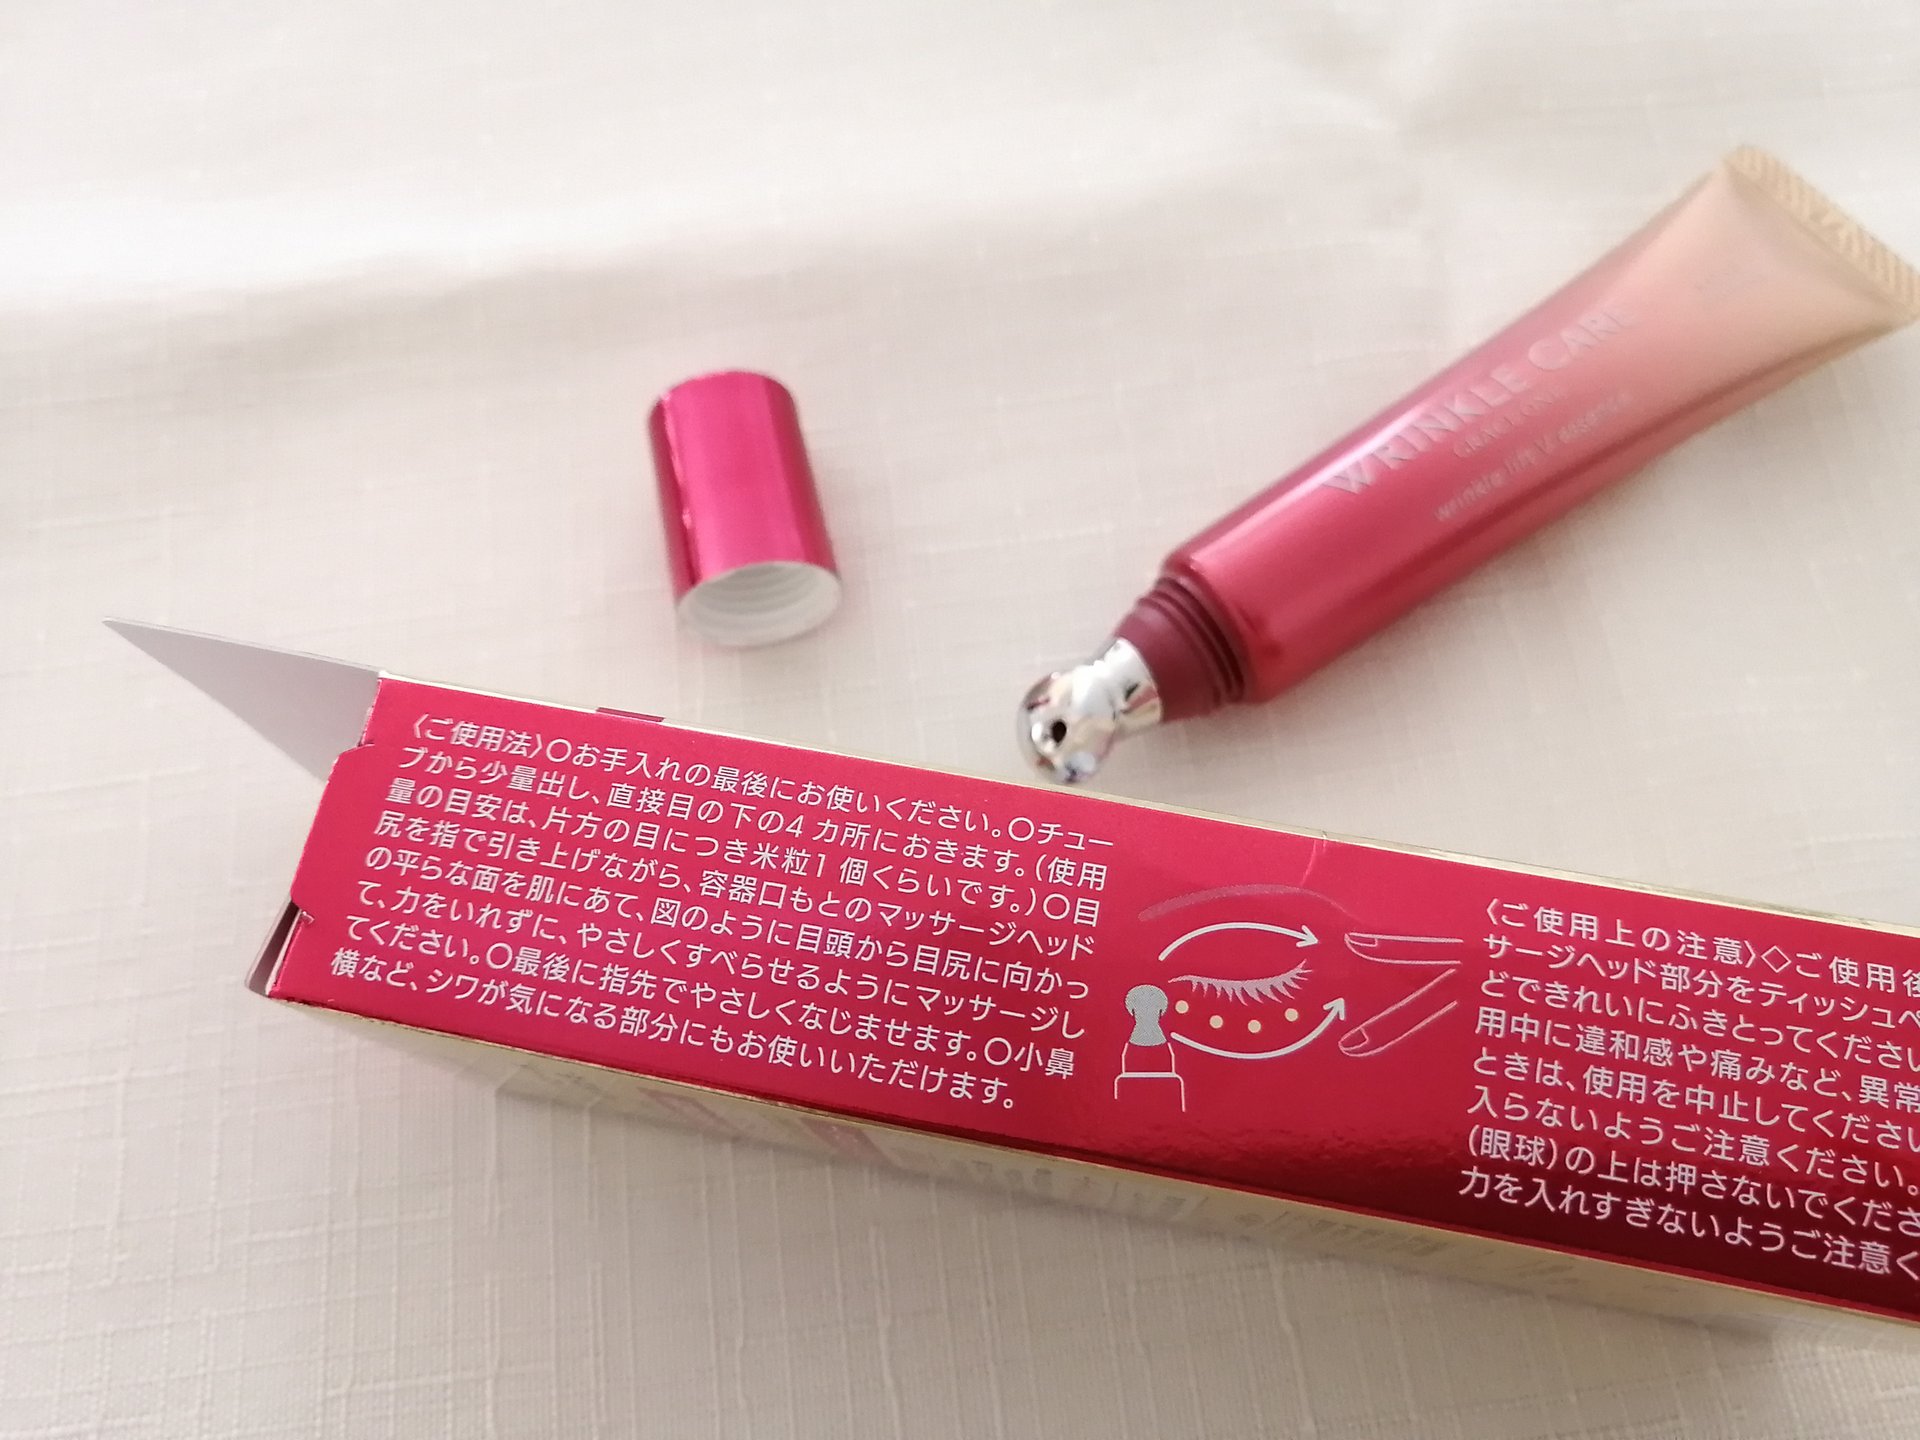 WRINKLE CARE
GRACE ONE
wrinkle lift V essence
〈ご使用法〉○お手入れの最後にお使いください。○チュー
ブから少量出し、直接目の下の4カ所におきます。(使用
量の目安は、片方の目につき米粒1個くらいです。)○目
尻を指で引き上げながら、容器口もとのマッサージヘッド
の平らな面を肌にあて、図のように目頭から目尻に向かっ
て、力をいれずに、やさしくすべらせるようにマッサージし
てください。○最後に指先でやさしくなじませます。○小鼻
横など、シワが気になる部分にもお使いいただけます。
〈ご使用上の注意〉◇ご使用後
サージヘッド部分をティッシュペ
どできれいにふきとってください
用中に違和感や痛みなど、異常
ときは、使用を中止してください
入らないようご注意ください。
(眼球)の上は押さないでくださ
力を入れすぎないようご注意く